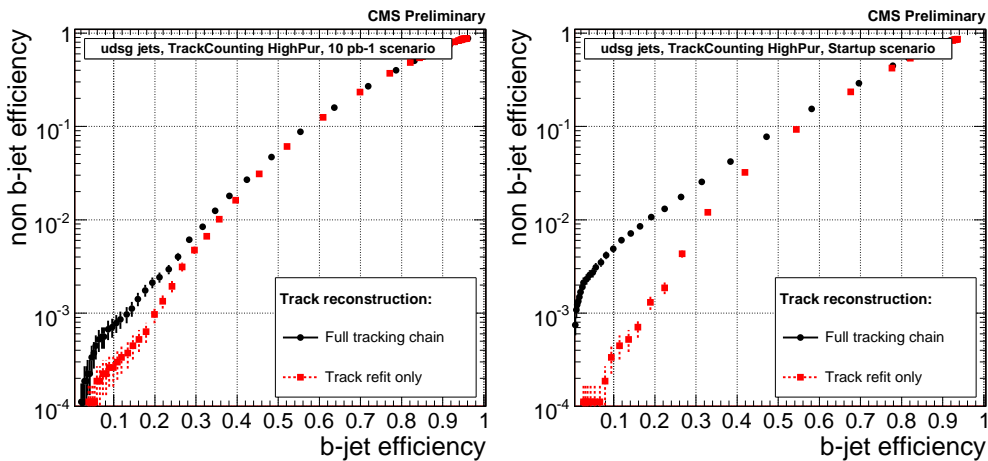 CMS Preliminary
udsg jets, TrackCounting HighPur, 10 pb-1 scenario
non b-jet efficiency
1
10-1
10-2
10-3
10-4
Track reconstruction:
Full tracking chain
Track refit only
0.1 0.2 0.3 0.4 0.5 0.6 0.7 0.8 0.9 1
b-jet efficiency
CMS Preliminary
udsg jets, TrackCounting HighPur, Startup scenario
non b-jet efficiency
1
10-1
10-2
10-3
10-4
Track reconstruction:
Full tracking chain
Track refit only
0.1 0.2 0.3 0.4 0.5 0.6 0.7 0.8 0.9 1
b-jet efficiency